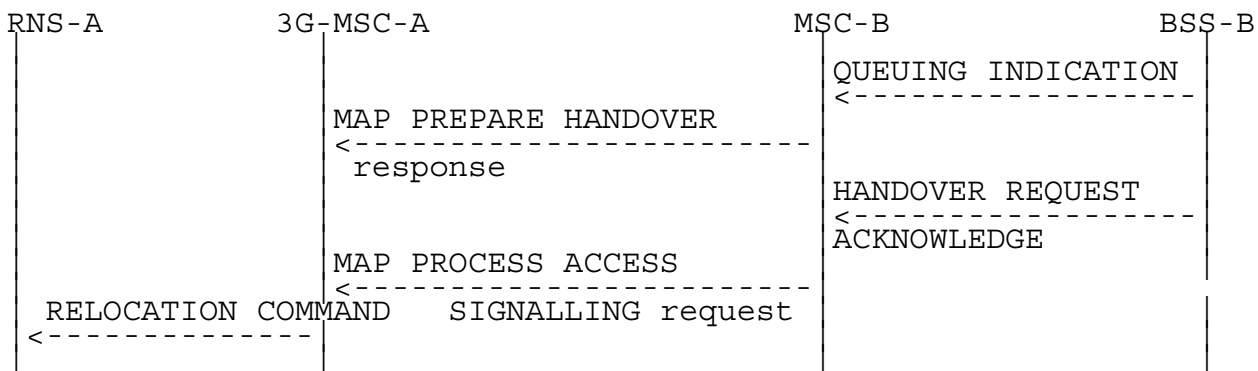 RNS-A 3G-MSC-A MSC-B BSS-B
QUEUING INDICATION
MAP PREPARE HANDOVER
response
HANDOVER REQUEST
ACKNOWLEDGE
MAP PROCESS ACCESS
RELOCATION COMMAND SIGNALLING request